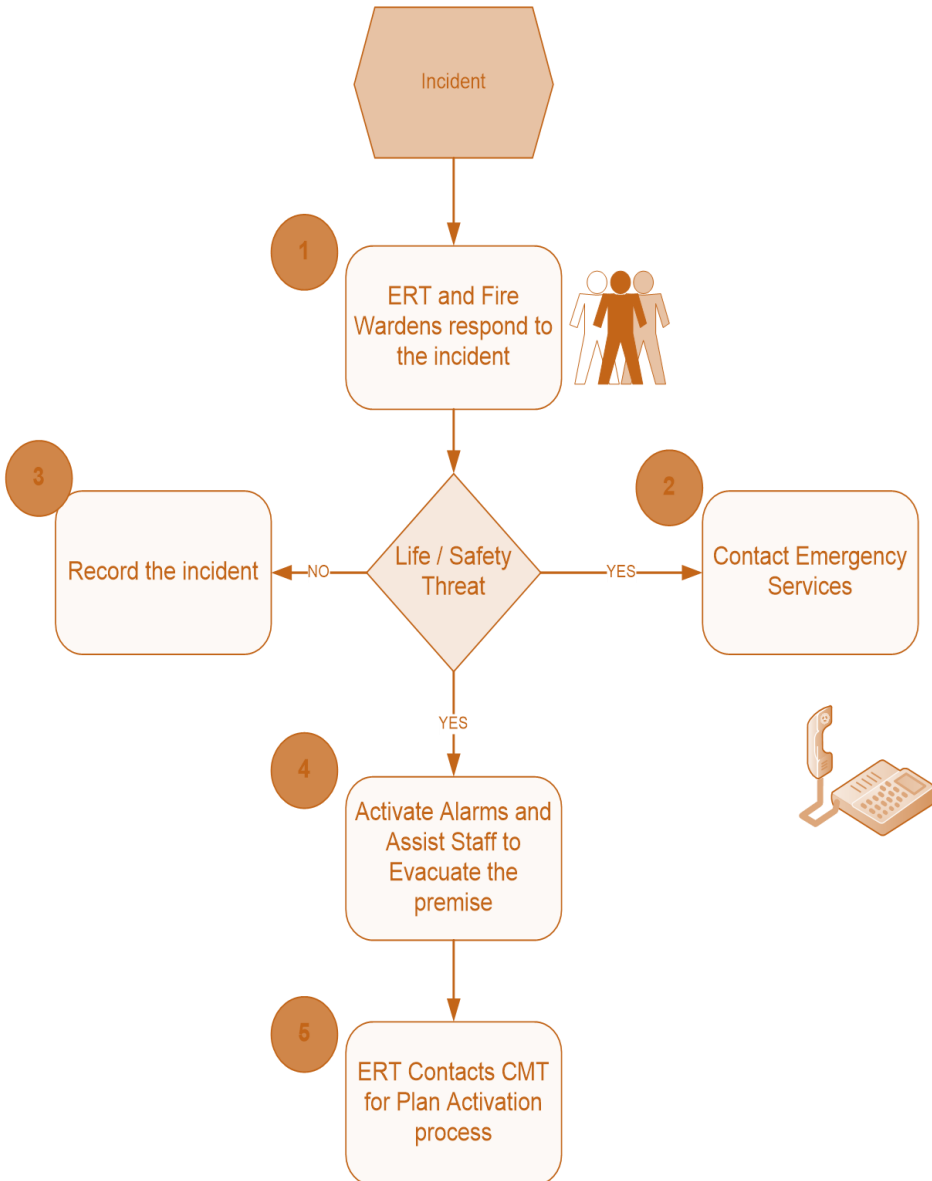 Incident
1
ERT and Fire
Wardens respond to
the incident
3
Record the incident
NO
Life / Safety
Threat
YES
2
Contact Emergency
Services
YES
4
Activate Alarms and
Assist Staff to
Evacuate the
premise
5
ERT Contacts CMT
for Plan Activation
process